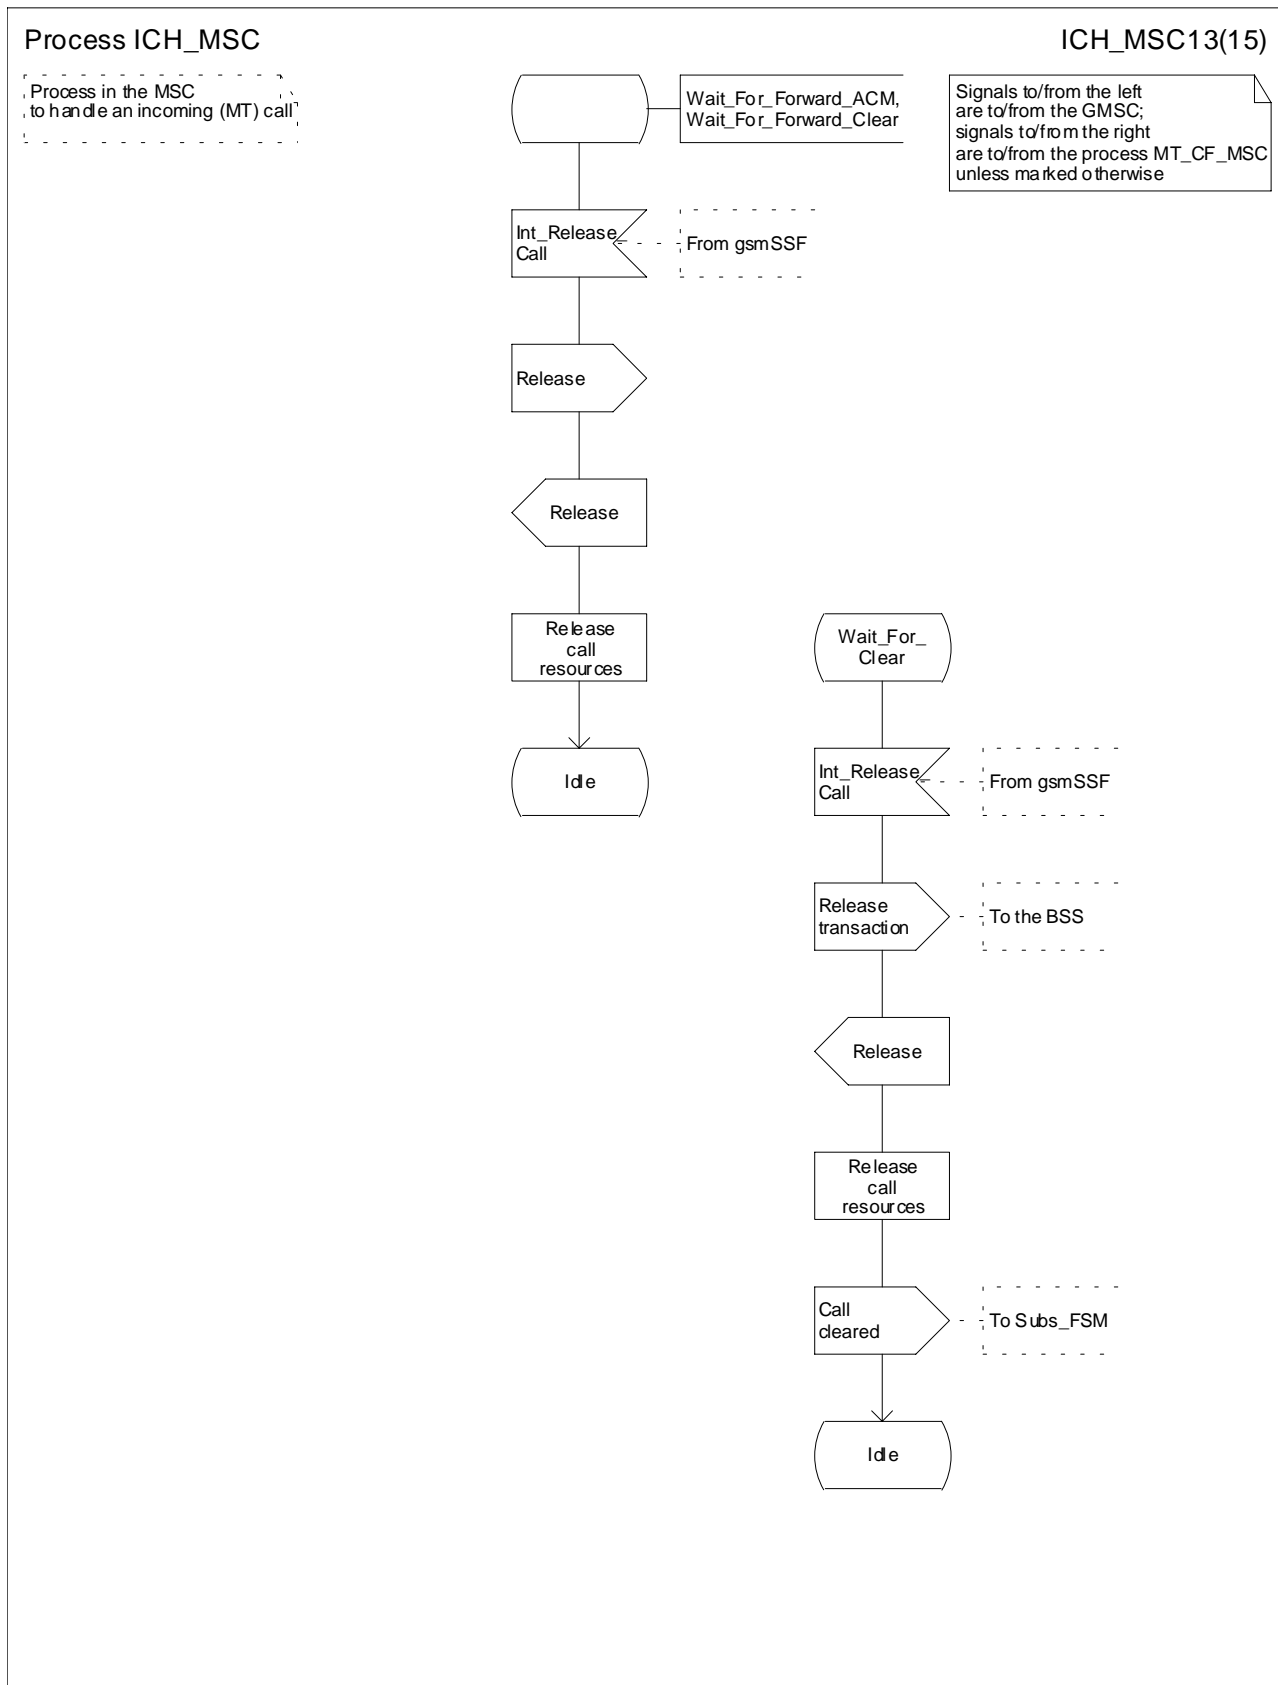 Process ICH_MSC
ICH_MSC13(15)
Process in the MSC
to handle an incoming (MT) call
Wait_For_Forward_ACM,
Wait_For_Forward_Clear
Signals to/from the left
are to/from the GMSC;
signals to/from the right
are to/from the process MT_CF_MSC
unless marked otherwise
Int_Release_
Call
From gsmSSF
Release
Release
Release
call
resources
Idle
Wait_For_
Clear
Int_Release_
Call
From gsmSSF
Release
transaction
To the BSS
Release
Release
call
resources
Call
cleared
To Subs_FSM
Idle